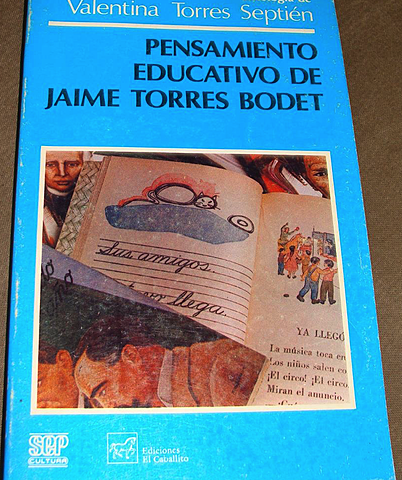 Valentina Torres Septién
PENSAMIENTO
EDUCATIVO DE
JAIME TORRES BODET
Sus amigos.
llega.
YA LLEGÓ
La música toca en
Los niños salen co
¡El circo! ¡El circo!
Miran el anuncio.
SEP
CULTURA
Ediciones
El Caballito